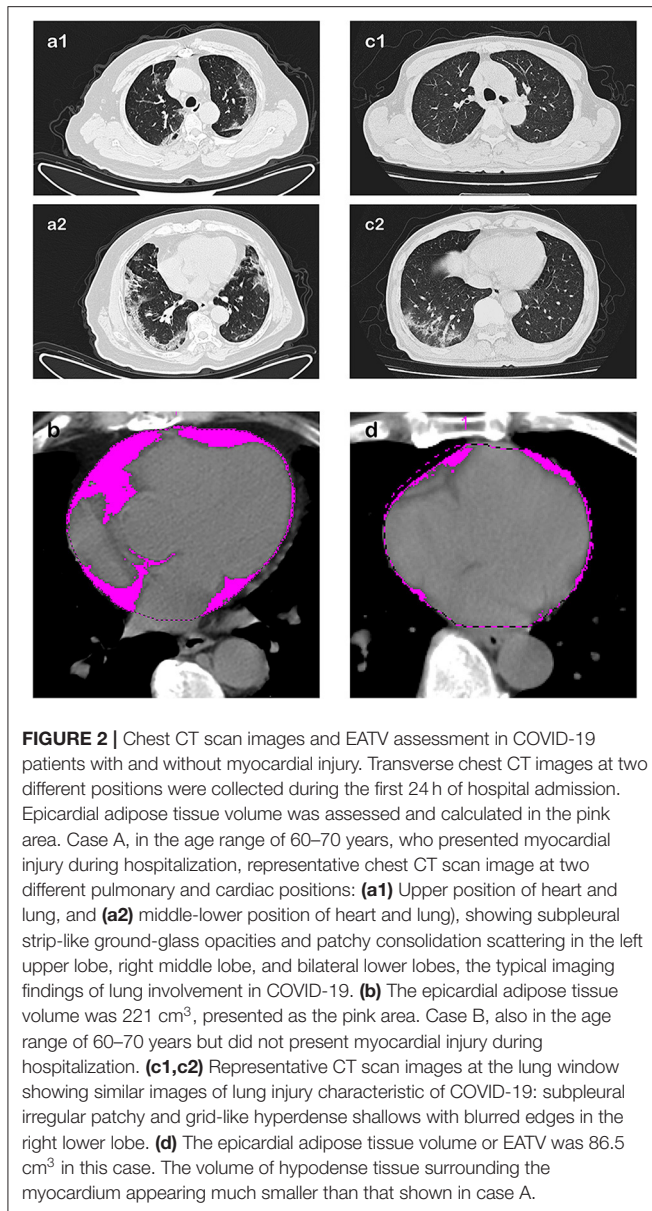 a1
c1
a2
c2
b
1
d
1
FIGURE 2 | Chest CT scan images and EATV assessment in COVID-19
patients with and without myocardial injury. Transverse chest CT images at two
different positions were collected during the first 24 h of hospital admission.
Epicardial adipose tissue volume was assessed and calculated in the pink
area. Case A, in the age range of 60–70 years, who presented myocardial
injury during hospitalization, representative chest CT scan image at two
different pulmonary and cardiac positions: (a1) Upper position of heart and
lung, and (a2) middle-lower position of heart and lung), showing subpleural
strip-like ground-glass opacities and patchy consolidation scattering in the left
upper lobe, right middle lobe, and bilateral lower lobes, the typical imaging
findings of lung involvement in COVID-19. (b) The epicardial adipose tissue
volume was 221 cm³, presented as the pink area. Case B, also in the age
range of 60–70 years but did not present myocardial injury during
hospitalization. (c1,c2) Representative CT scan images at the lung window
showing similar images of lung injury characteristic of COVID-19: subpleural
irregular patchy and grid-like hyperdense shallows with blurred edges in the
right lower lobe. (d) The epicardial adipose tissue volume or EATV was 86.5
cm³ in this case. The volume of hypodense tissue surrounding the
myocardium appearing much smaller than that shown in case A.